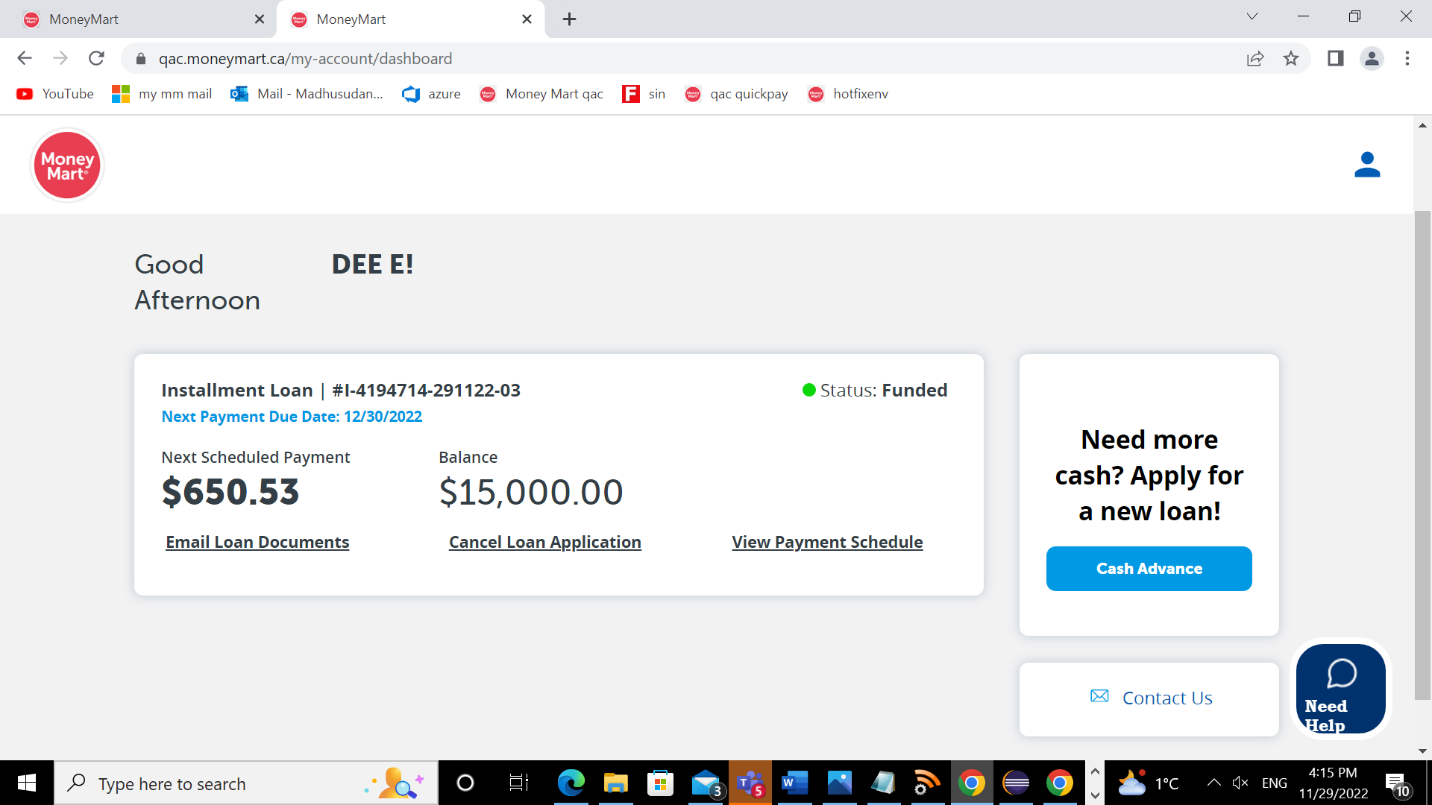 MoneyMart
MoneyMart
qac.moneymart.ca/my-account/dashboard
YouTube my mm mail Mail - Madhusudan... azure Money Mart qac sin qac quickpay hotfixenv
Money
Mart
Good DEE E!
Afternoon
Installment Loan | #I-4194714-291122-03 Status: Funded
Next Payment Due Date: 12/30/2022
Next Scheduled Payment Balance
$650.53 $15,000.00
Email Loan Documents Cancel Loan Application View Payment Schedule
Need more
cash? Apply for
a new loan!
Cash Advance
Contact Us
Need
Help
Type here to search
3
5
1°C
ENG
4:15 PM
11/29/2022
10